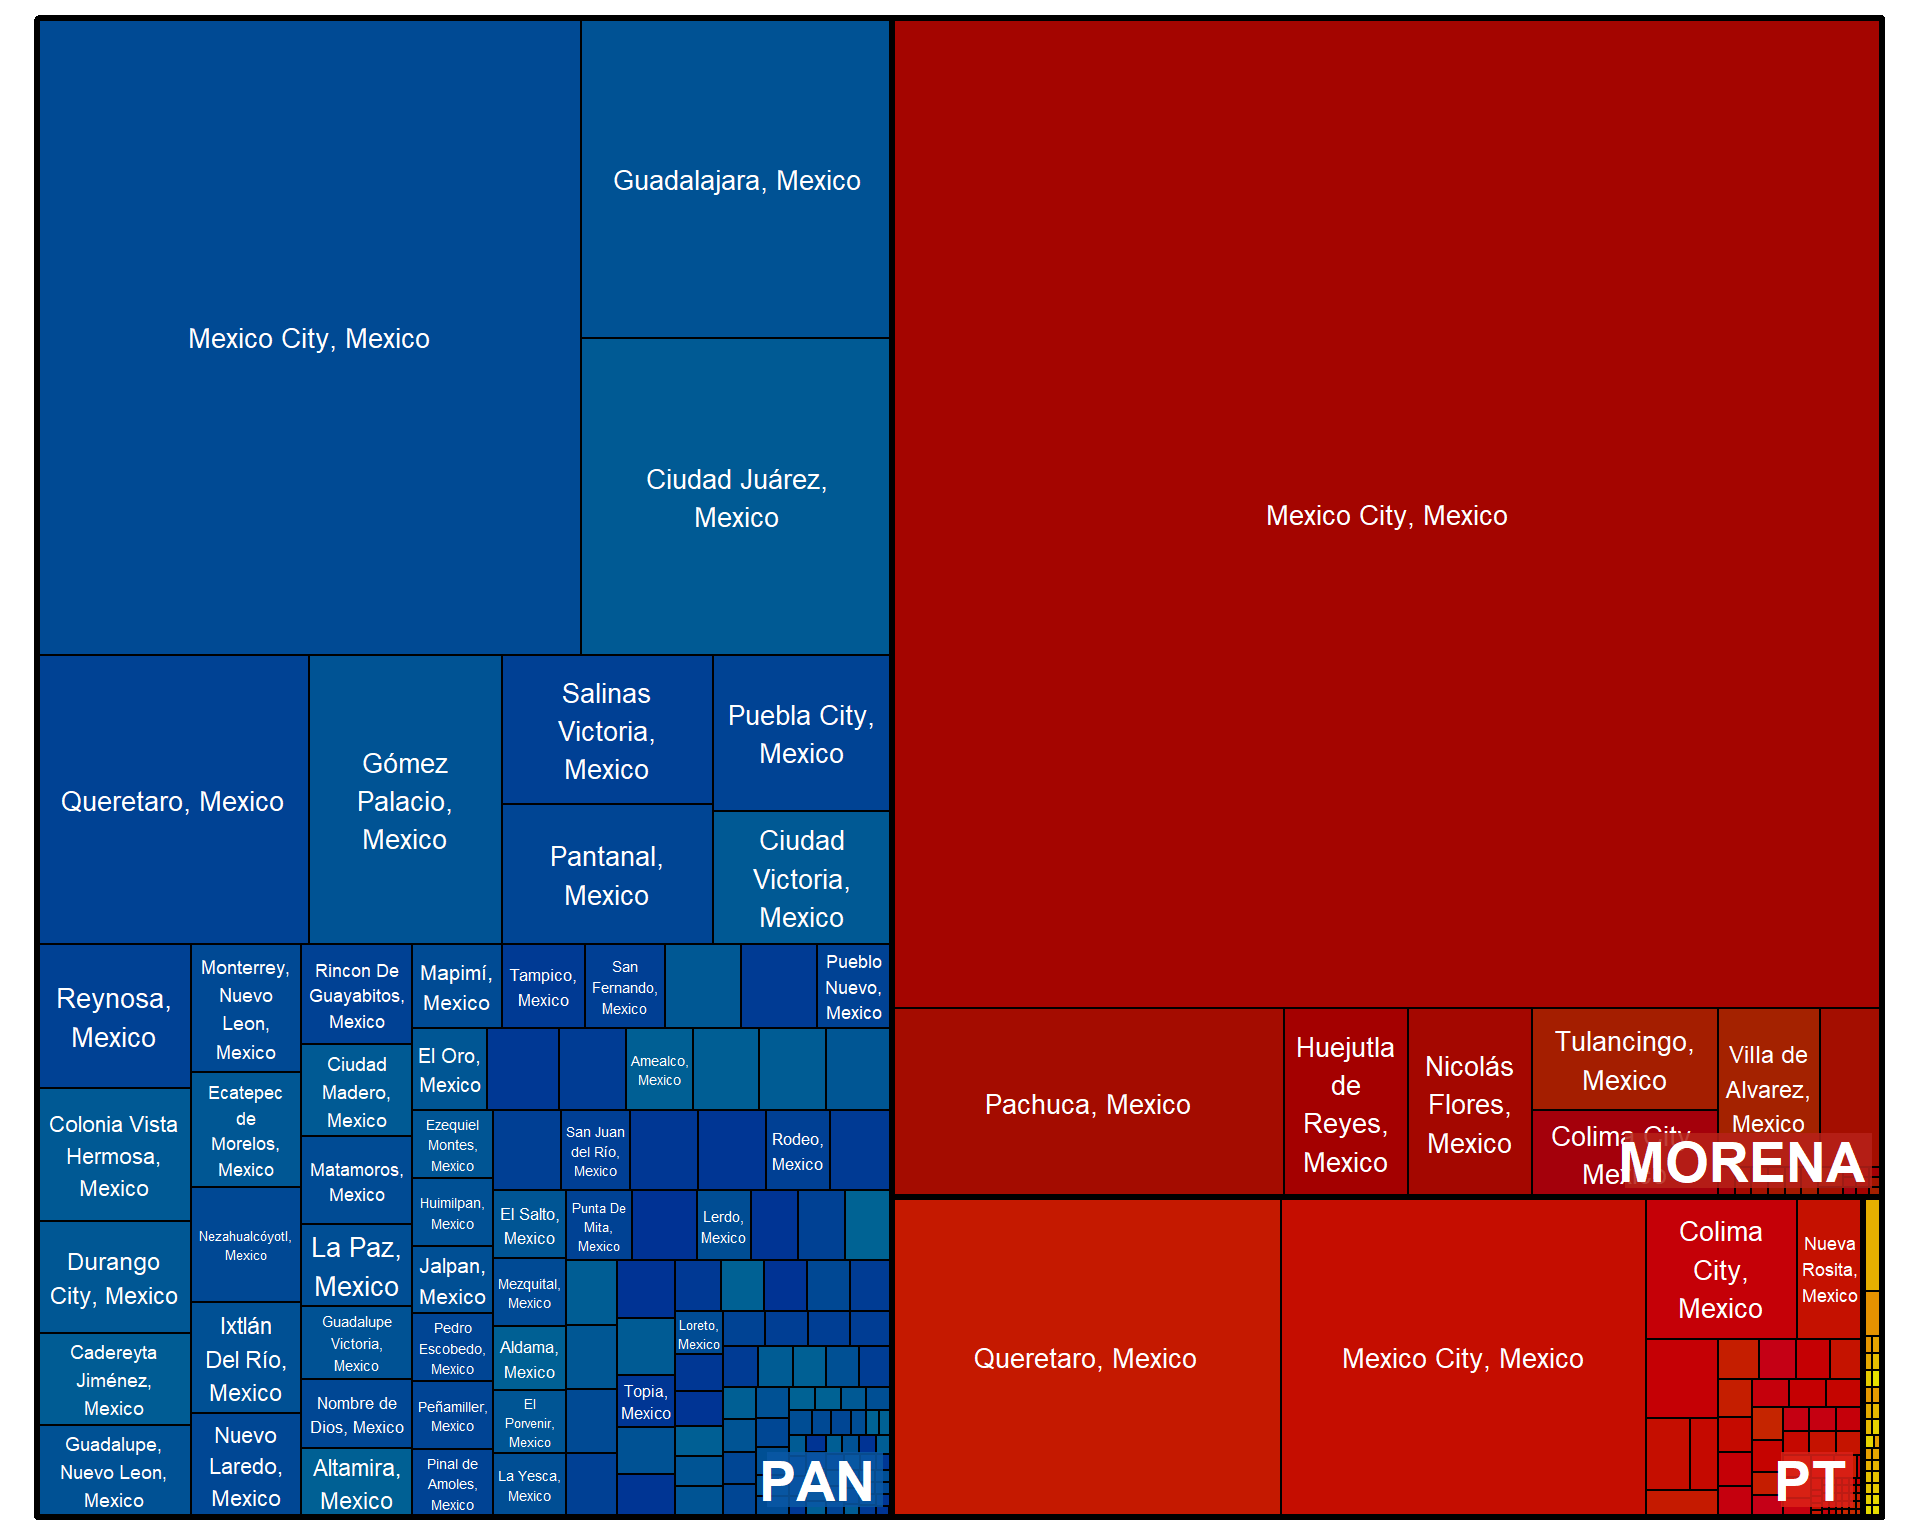 Mexico City, Mexico
Guadalajara, Mexico
Ciudad Juárez,
Mexico
Queretaro, Mexico
Gómez
Palacio,
Mexico
Salinas
Victoria,
Mexico
Pantanal,
Mexico
Puebla City,
Mexico
Ciudad
Victoria,
Mexico
Reynosa,
Mexico
Colonia Vista
Hermosa,
Mexico
Durango
City, Mexico
Cadereyta
Jiménez,
Mexico
Guadalupe,
Nuevo Leon,
Mexico
Monterrey,
Nuevo
Leon,
Mexico
Ecatepec
de
Morelos,
Mexico
Nezahualcóyotl,
Mexico
Ixtlán
Del Río,
Mexico
Nuevo
Laredo,
Mexico
Rincon De
Guayabitos,
Mexico
Ciudad
Madero,
Mexico
Matamoros,
Mexico
La Paz,
Mexico
Guadalupe
Victoria,
Mexico
Nombre de
Dios, Mexico
Altamira,
Mexico
Mapimí,
Mexico
El Oro,
Mexico
Ezequiel
Montes,
Mexico
Huimilpan,
Mexico
Jalpan,
Mexico
Pedro
Escobedo,
Mexico
Peñamiller,
Mexico
Pinal de
Amoles,
Mexico
Tampico,
Mexico
San
Fernando,
Mexico
Pueblo
Nuevo,
Mexico
Amealco,
Mexico
San Juan
del Río,
Mexico
Rodeo,
Mexico
El Salto,
Mexico
Punta De
Mita,
Mexico
Lerdo,
Mexico
Mezquital,
Mexico
Aldama,
Mexico
El
Porvenir,
Mexico
La Yesca,
Mexico
Loreto,
Mexico
Topia,
Mexico
PAN
Mexico City, Mexico
Pachuca, Mexico
Huejutla
de
Reyes,
Mexico
Nicolás
Flores,
Mexico
Tulancingo,
Mexico
Colima City,
Mexico
Villa de
Alvarez,
Mexico
MORENA
Queretaro, Mexico
Mexico City, Mexico
Colima
City,
Mexico
Nueva
Rosita,
Mexico
PT